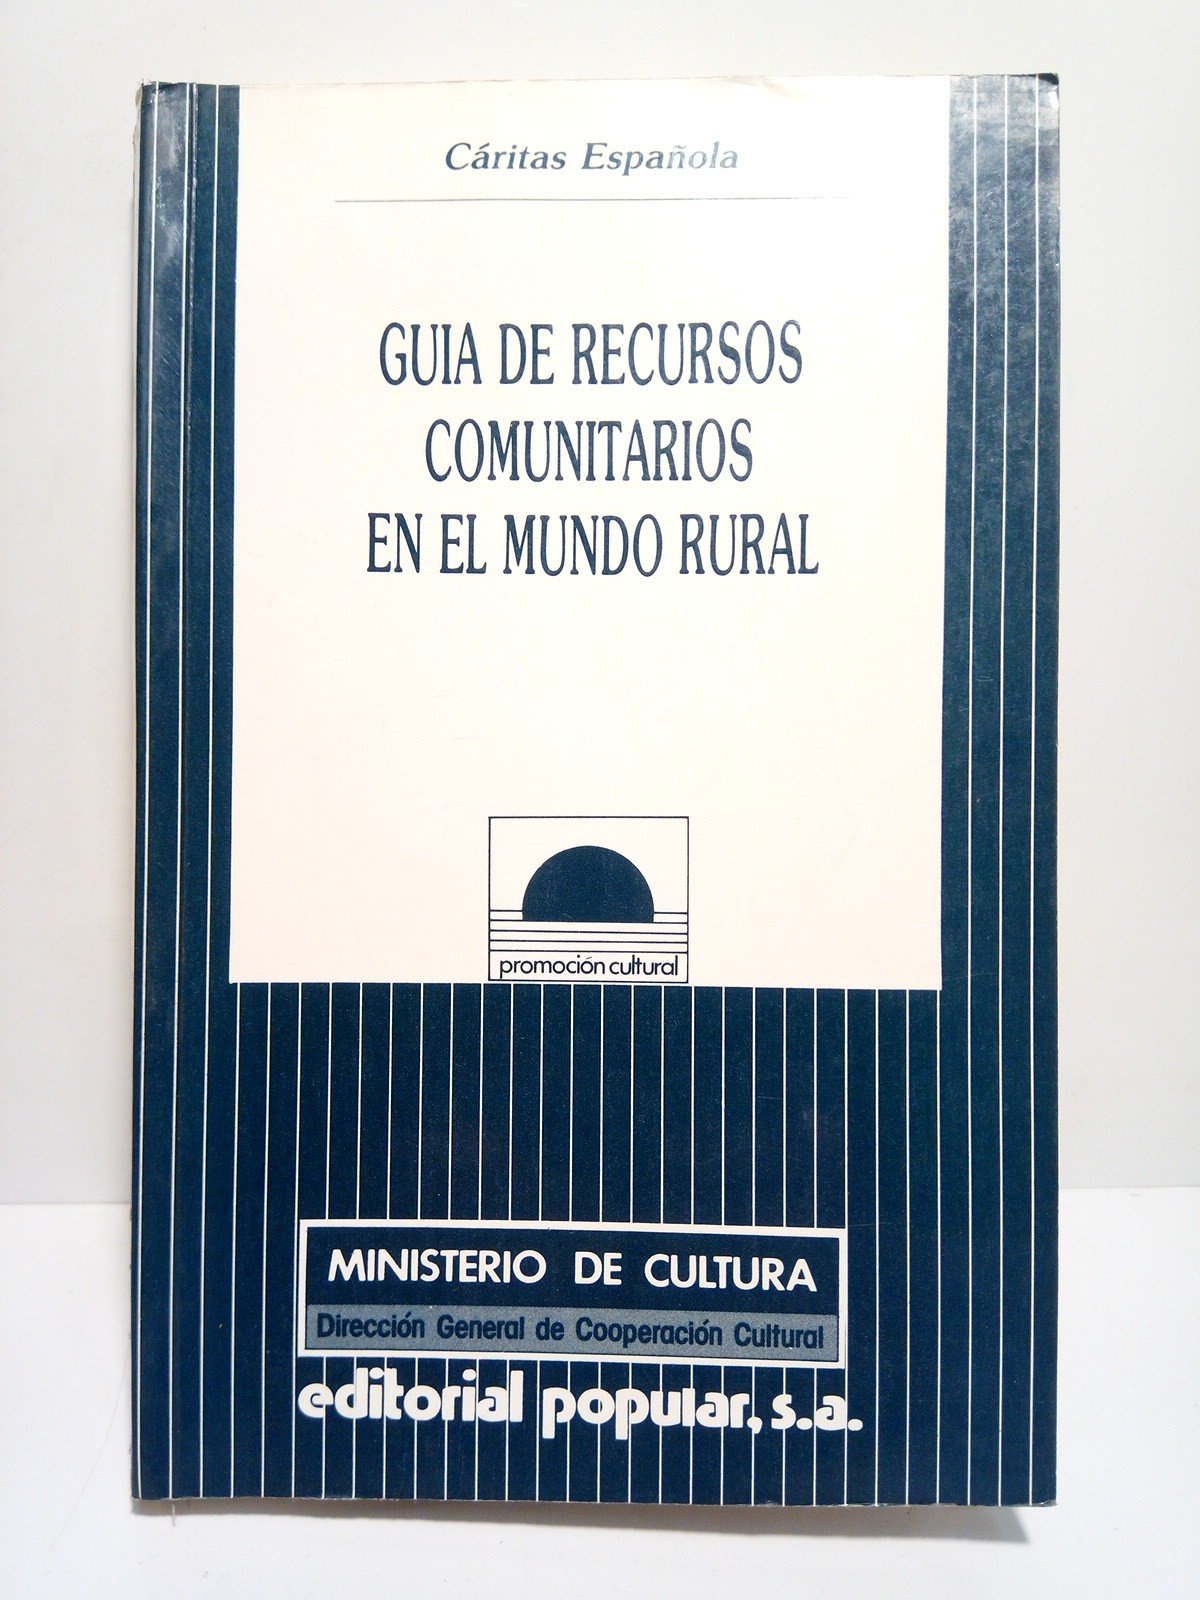 Cáritas Española
GUIA DE RECURSOS
COMUNITARIOS
EN EL MUNDO RURAL
promoción cultural
MINISTERIO DE CULTURA
Dirección General de Cooperación Cultural
editorial popular, s.a.